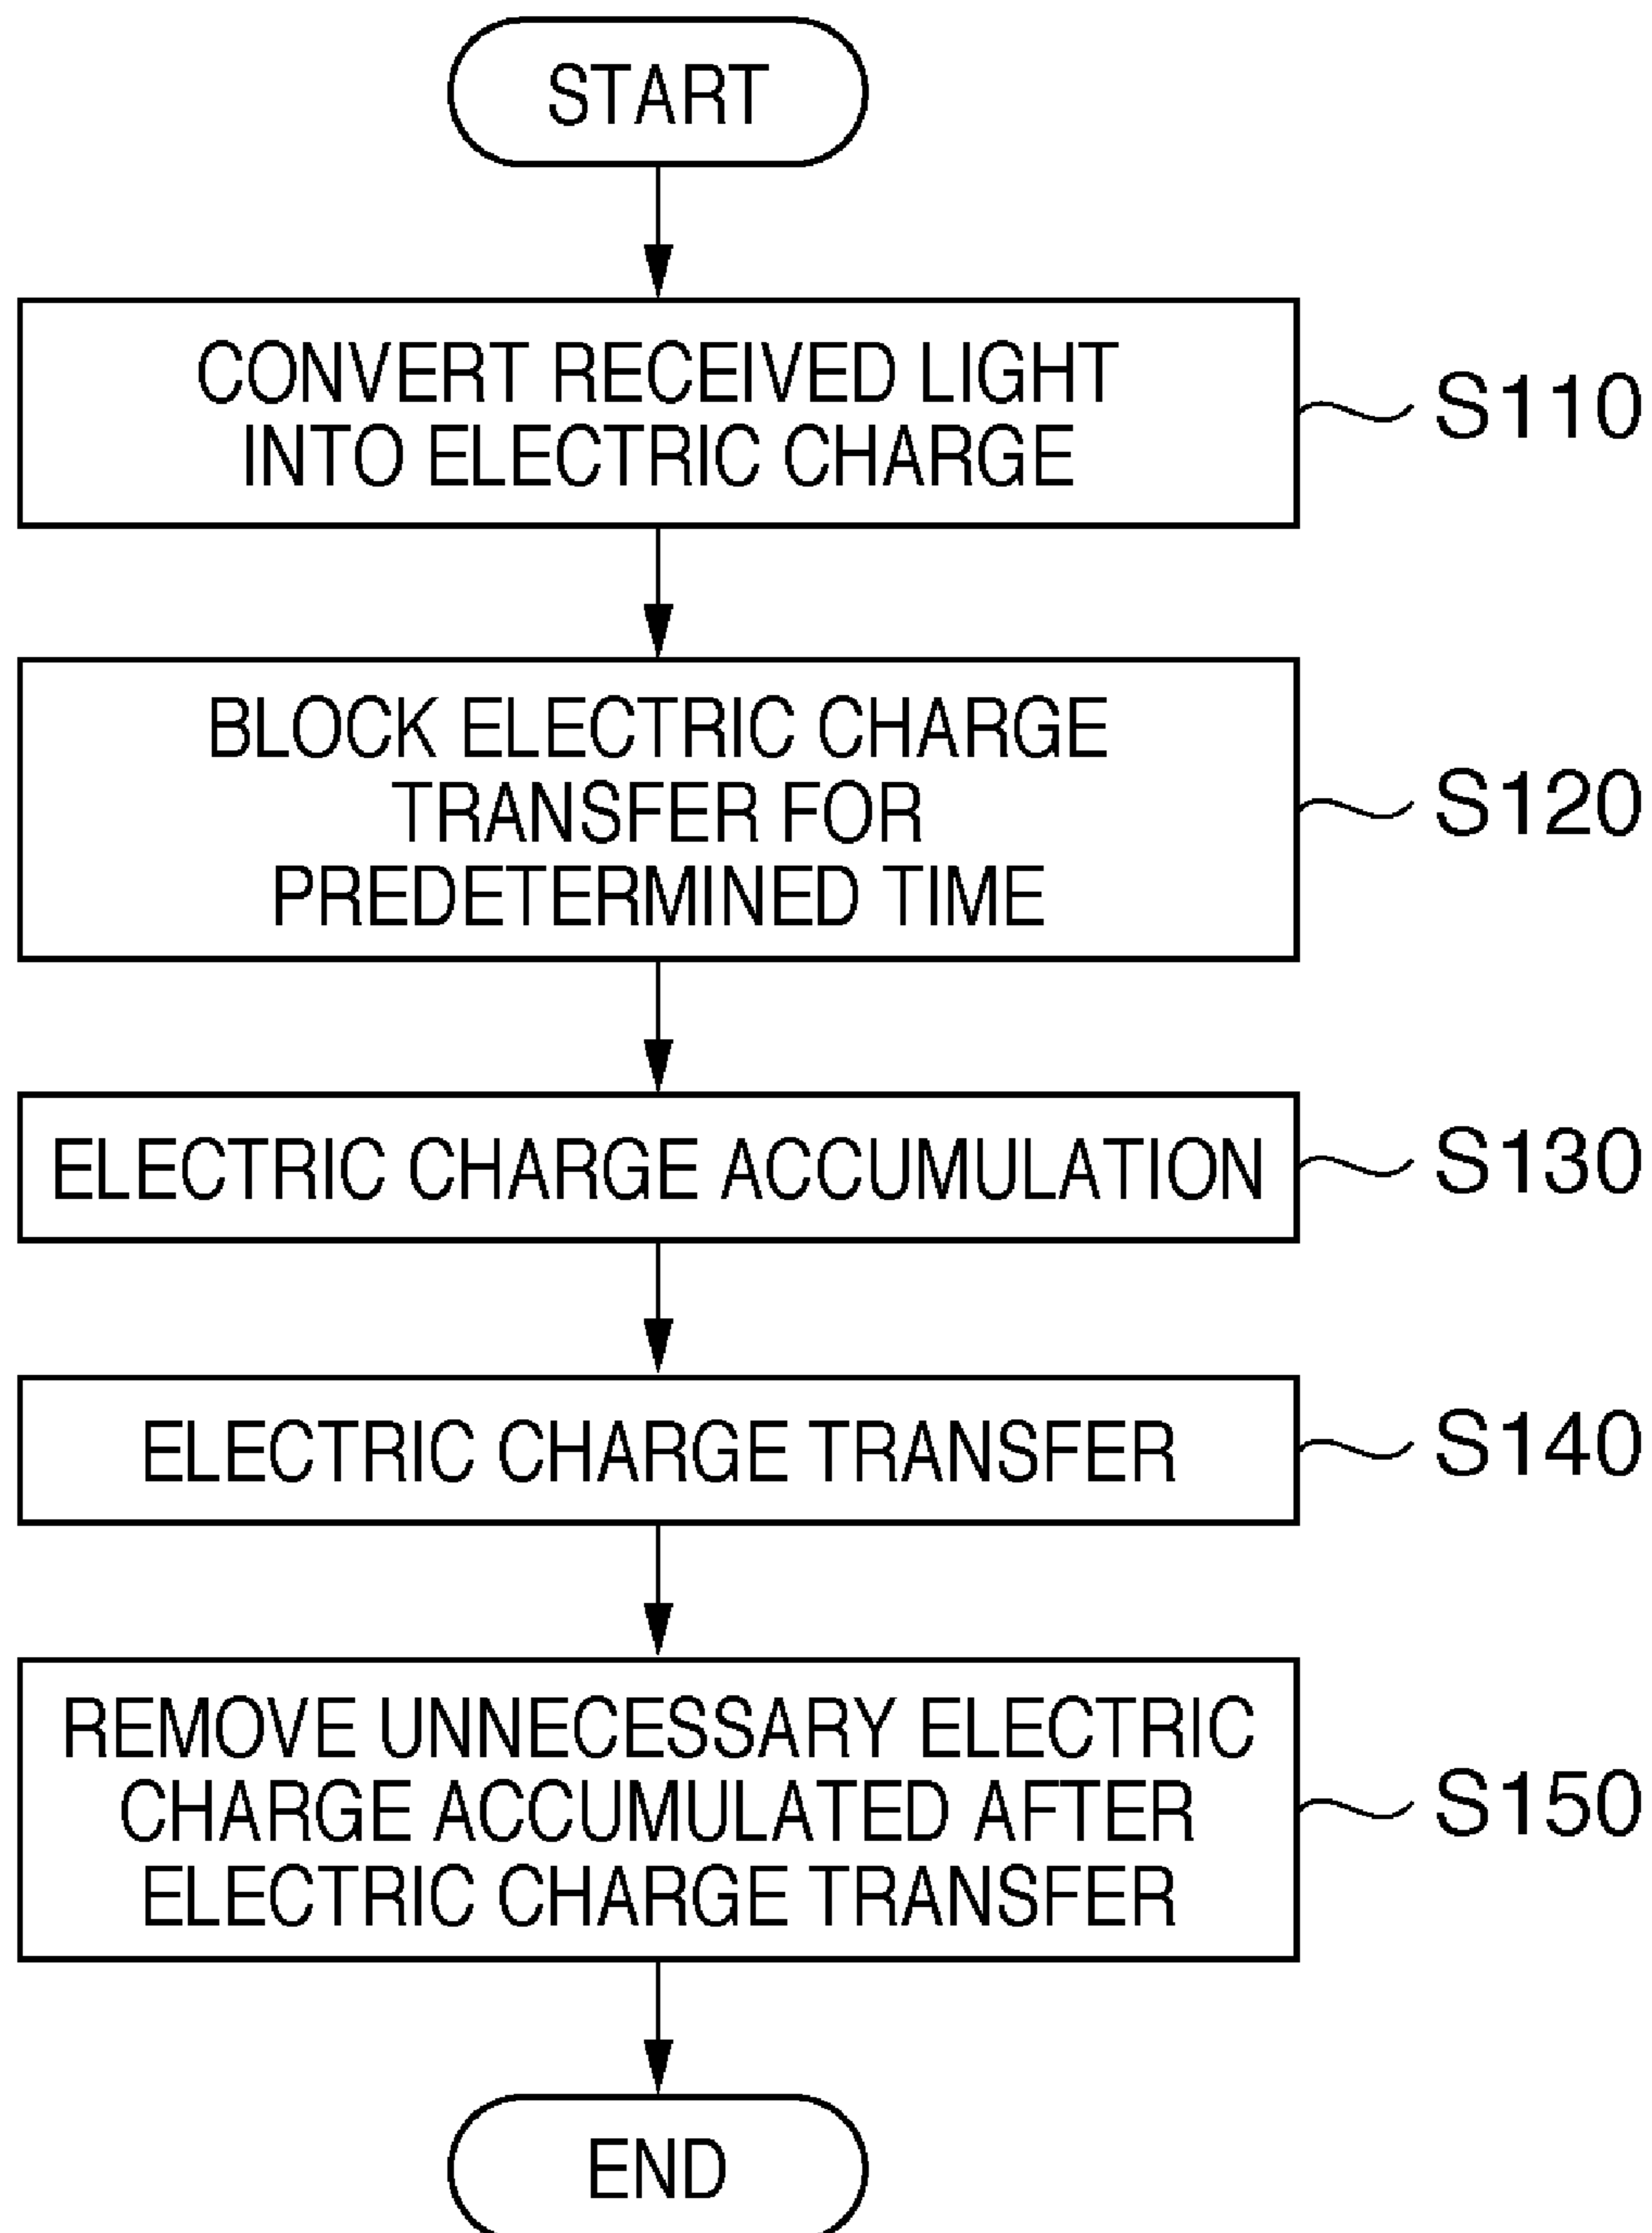 START
CONVERT RECEIVED LIGHT
INTO ELECTRIC CHARGE
S110
BLOCK ELECTRIC CHARGE
TRANSFER FOR
PREDETERMINED TIME
S120
ELECTRIC CHARGE ACCUMULATION
S130
ELECTRIC CHARGE TRANSFER
S140
REMOVE UNNECESSARY ELECTRIC
CHARGE ACCUMULATED AFTER
ELECTRIC CHARGE TRANSFER
S150
END